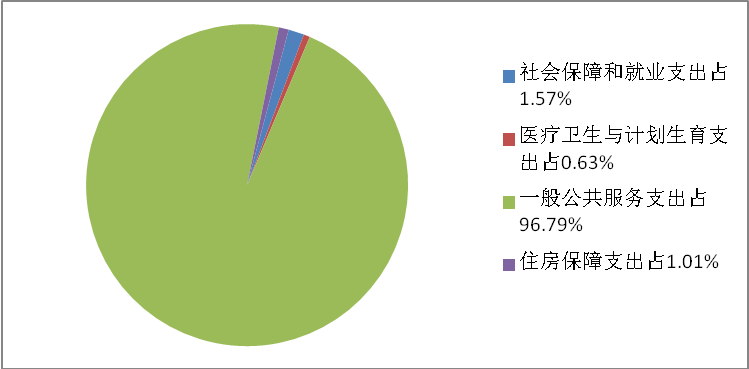 社会保障和就业支出占
1.57%
医疗卫生与计划生育支
出占0.63%
一般公共服务支出占
96.79%
住房保障支出占1.01%